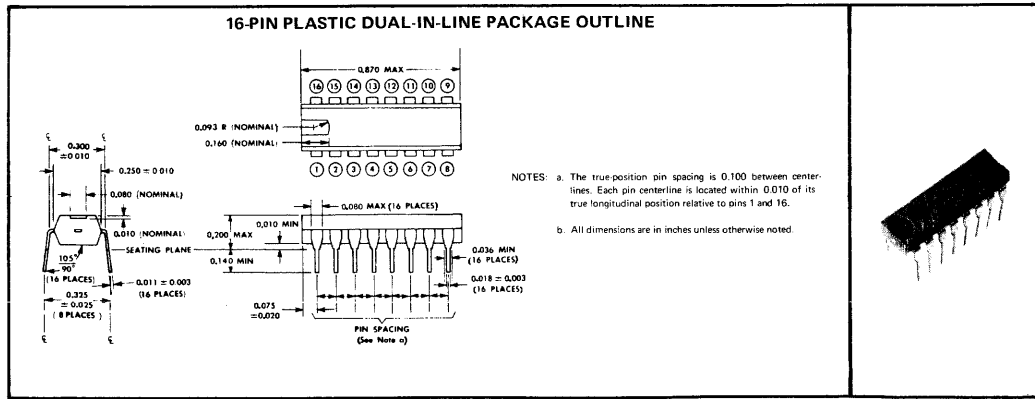 16-PIN PLASTIC DUAL-IN-LINE PACKAGE OUTLINE
0.870 MAX
16 15 14 13 12 11 10 9
0.093 R (NOMINAL)
0.160 (NOMINAL)
1 2 3 4 5 6 7 8
℄ ℄
0.300
±0.010
0.250 ± 0.010
0.080 (NOMINAL)
0.010 (NOMINAL)
SEATING PLANE
105°
90°
(16 PLACES)
0.011 ± 0.003
(16 PLACES)
0.325
± 0.025
(8 PLACES)
℄ ℄
0.080 MAX (16 PLACES)
0.010 MIN
0.200 MAX
0.140 MIN
0.036 MIN
(16 PLACES)
0.018 ± 0.003
(16 PLACES)
0.075
±0.020
PIN SPACING
(See Note a)
NOTES: a. The true-position pin spacing is 0.100 between center-
lines. Each pin centerline is located within 0.010 of its
true longitudinal position relative to pins 1 and 16.
b. All dimensions are in inches unless otherwise noted.